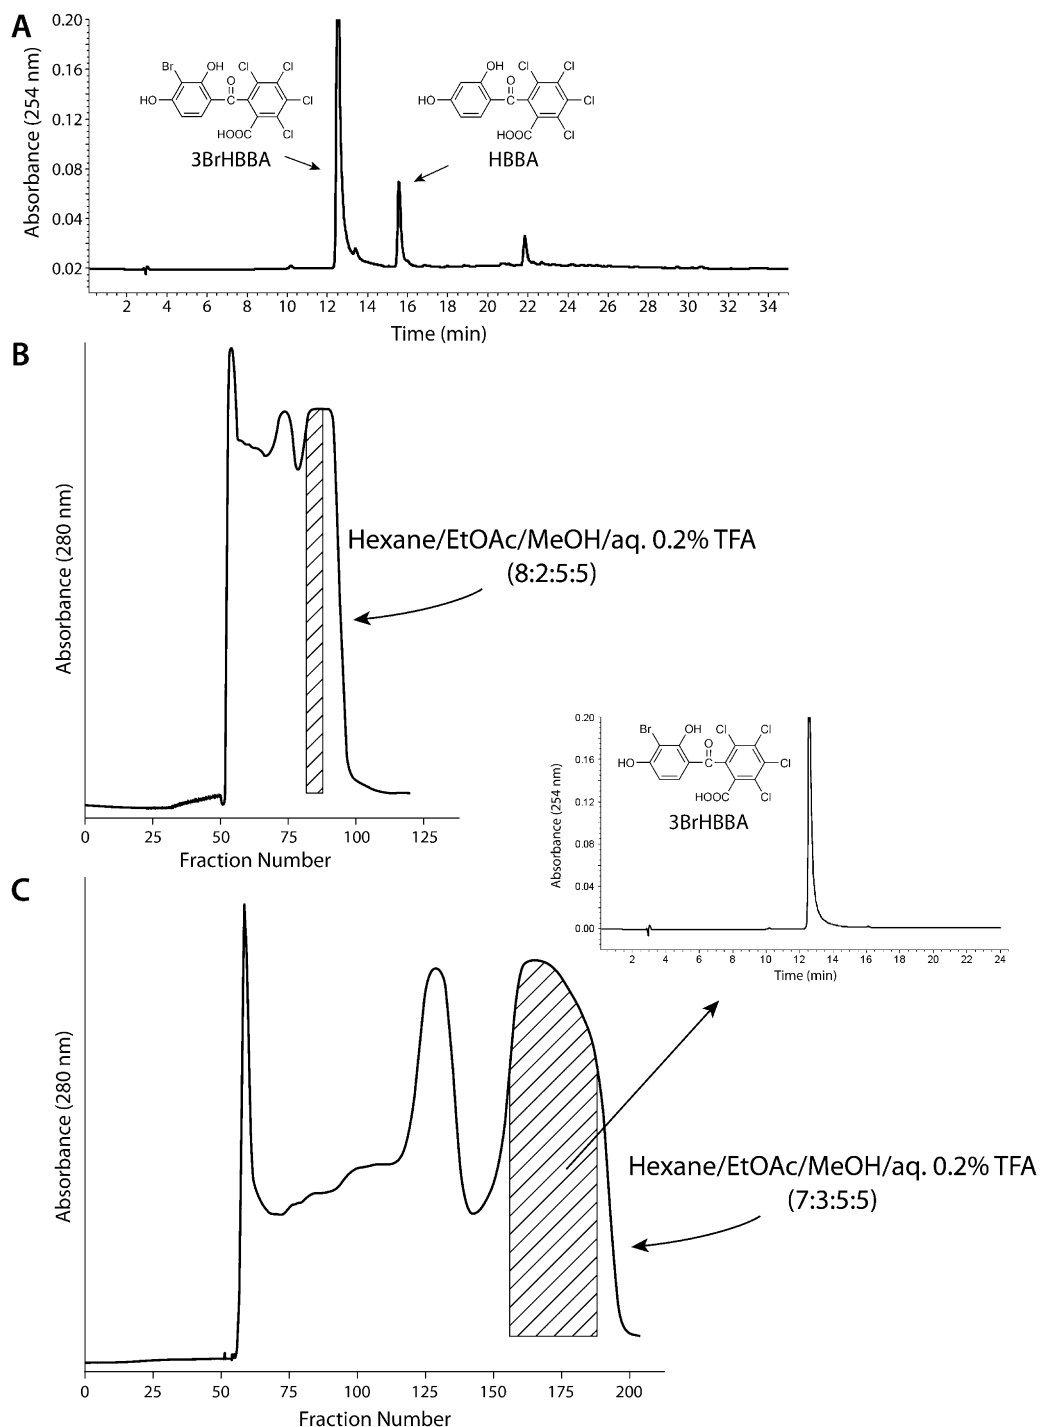 A
Absorbance (254 nm)
0.20
0.16
0.12
0.08
0.04
0.02
Br
OH
HO
O
Cl
Cl
Cl
Cl
HOOC
3BrHBBA
OH
HO
O
Cl
Cl
Cl
Cl
HOOC
HBBA
2 4 6 8 10 12 14 16 18 20 22 24 26 28 30 32 34
Time (min)
B
Absorbance (280 nm)
Hexane/EtOAc/MeOH/aq. 0.2% TFA
(8:2:5:5)
0 25 50 75 100 125
Fraction Number
Absorbance (254 nm)
0.20
0.16
0.12
0.08
0.04
0.00
Br
OH
HO
O
Cl
Cl
Cl
Cl
HOOC
3BrHBBA
2 4 6 8 10 12 14 16 18 20 22 24
Time (min)
C
Absorbance (280 nm)
Hexane/EtOAc/MeOH/aq. 0.2% TFA
(7:3:5:5)
0 25 50 75 100 125 150 175 200
Fraction Number